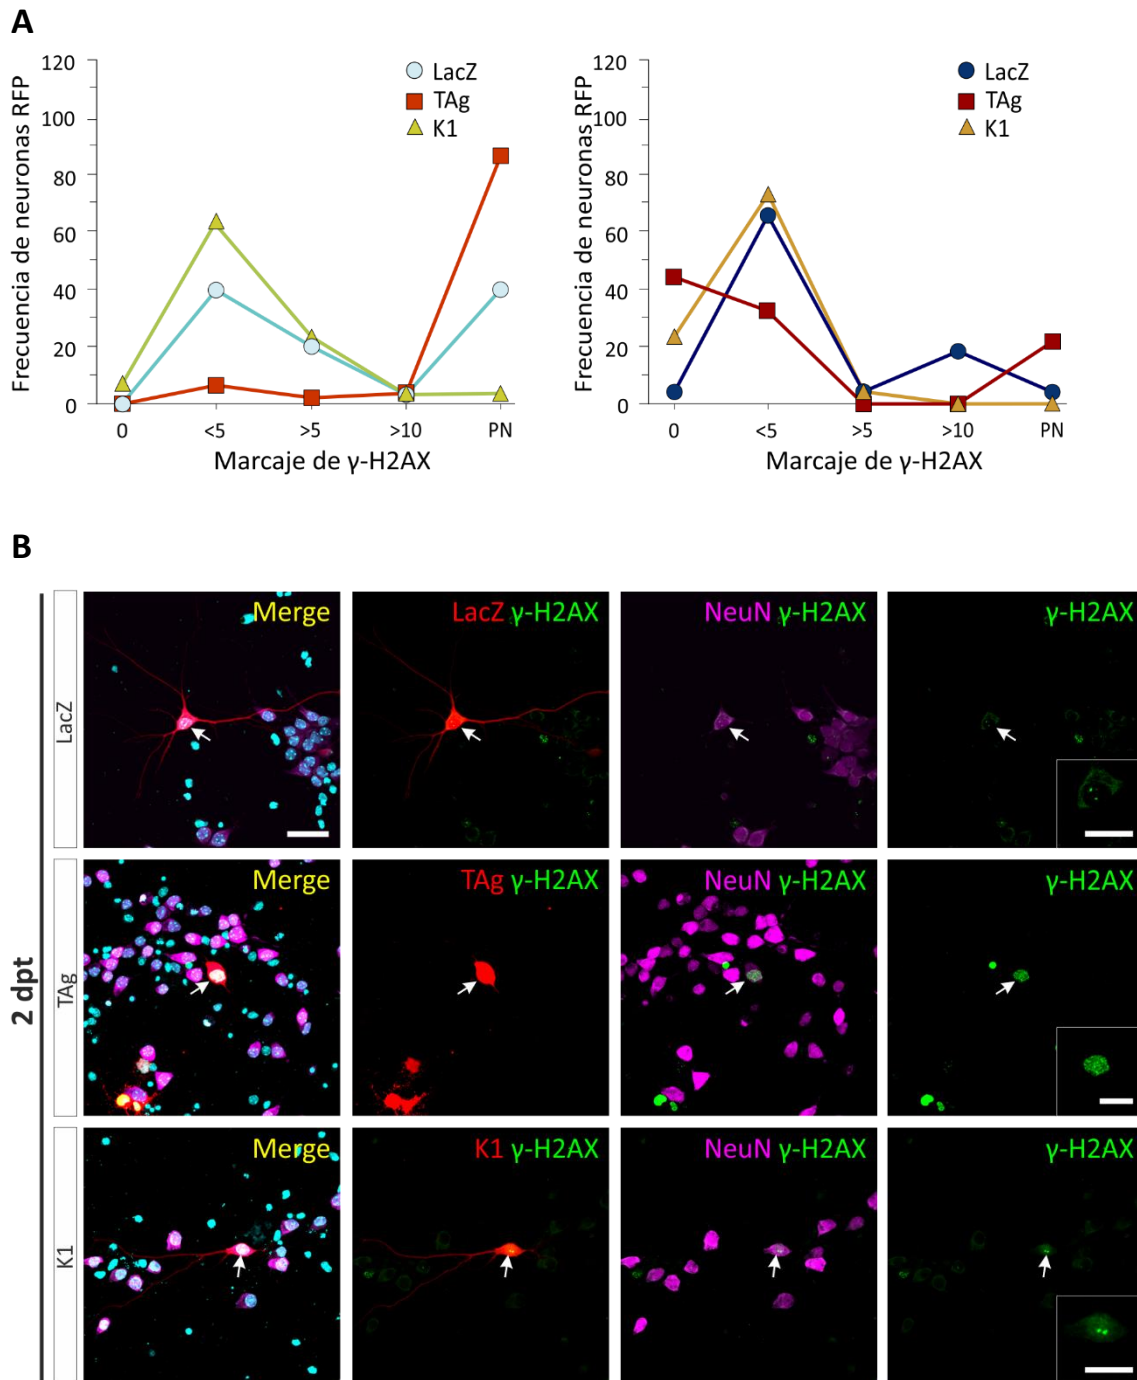 A
120
100
80
60
40
20
0
Frecuencia de neuronas RFP
LacZ
TAg
K1
0 <5 >5 >10 PN
Marcaje de γ-H2AX
120
100
80
60
40
20
0
Frecuencia de neuronas RFP
LacZ
TAg
K1
0 <5 >5 >10 PN
Marcaje de γ-H2AX
B
2 dpt
LacZ
Merge
LacZ γ-H2AX
NeuN γ-H2AX
γ-H2AX
TAg
Merge
TAg γ-H2AX
NeuN γ-H2AX
γ-H2AX
K1
Merge
K1 γ-H2AX
NeuN γ-H2AX
γ-H2AX